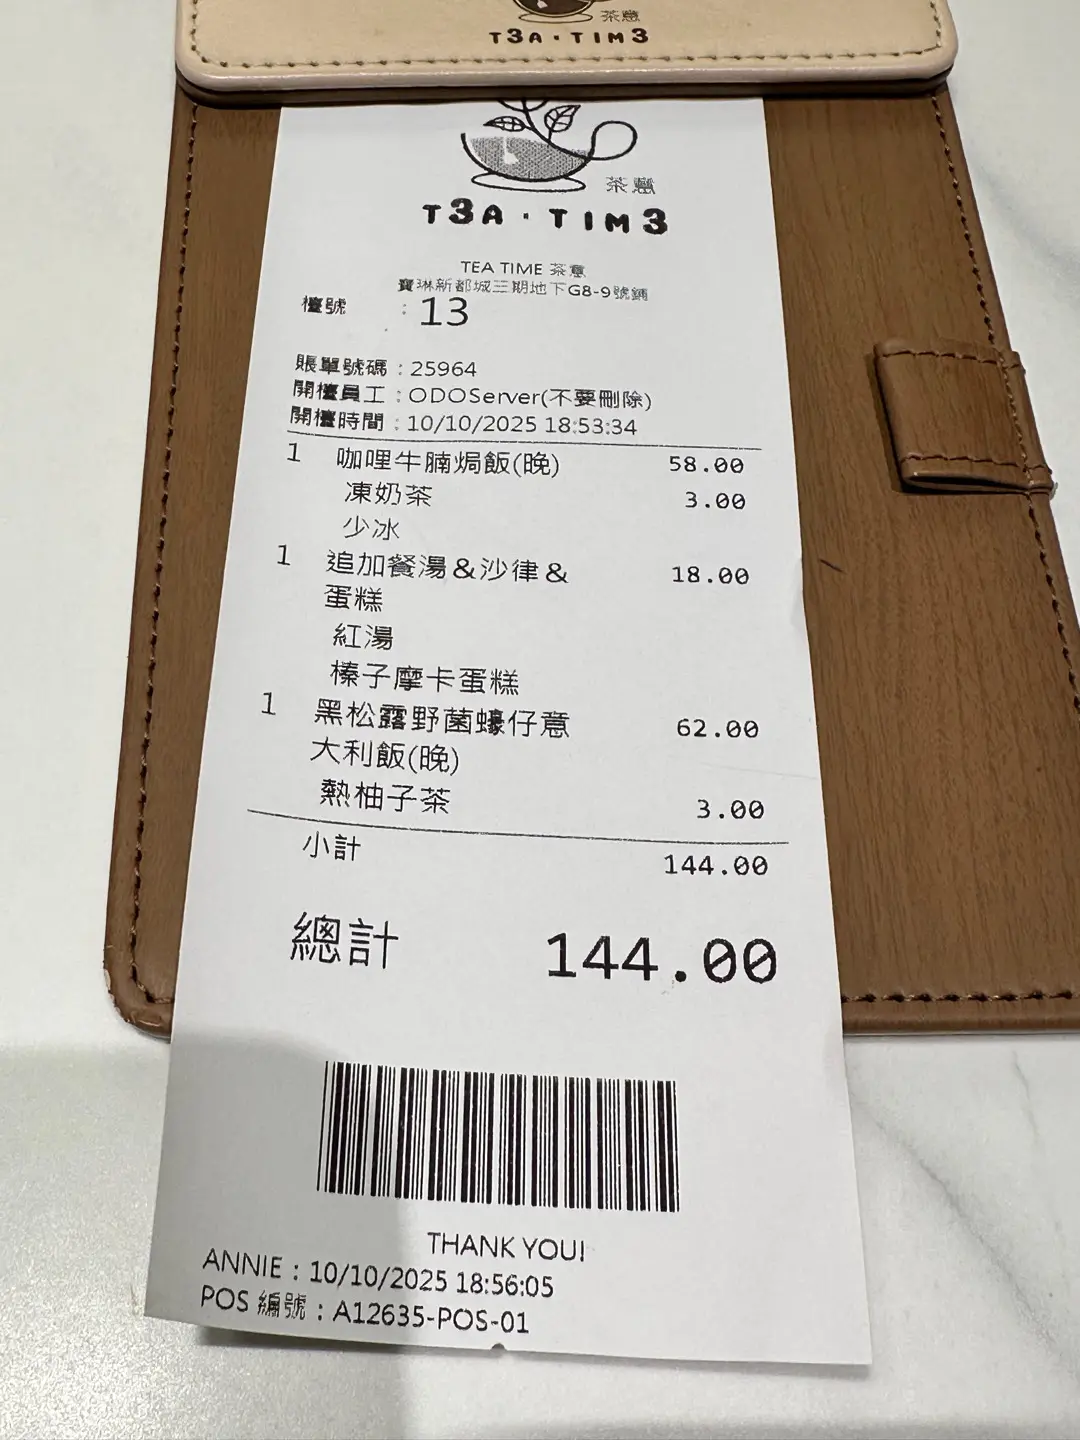 茶意
T3A · TIM3
茶意
T3A · TIM3
TEA TIME 茶意
寶琳新都城三期地下G8-9號鋪
檯號 : 13
賬單號碼 : 25964
開檯員工 : ODOServer(不要刪除)
開檯時間 : 10/10/2025 18:53:34
1 咖哩牛腩焗飯(晚) 58.00
凍奶茶 3.00
少冰
1 追加餐湯&沙律& 18.00
蛋糕
紅湯
榛子摩卡蛋糕
1 黑松露野菌蠔仔意 62.00
大利飯(晚)
熱柚子茶 3.00
小計 144.00
總計 144.00
THANK YOU!
ANNIE : 10/10/2025 18:56:05
POS 編號 : A12635-POS-01